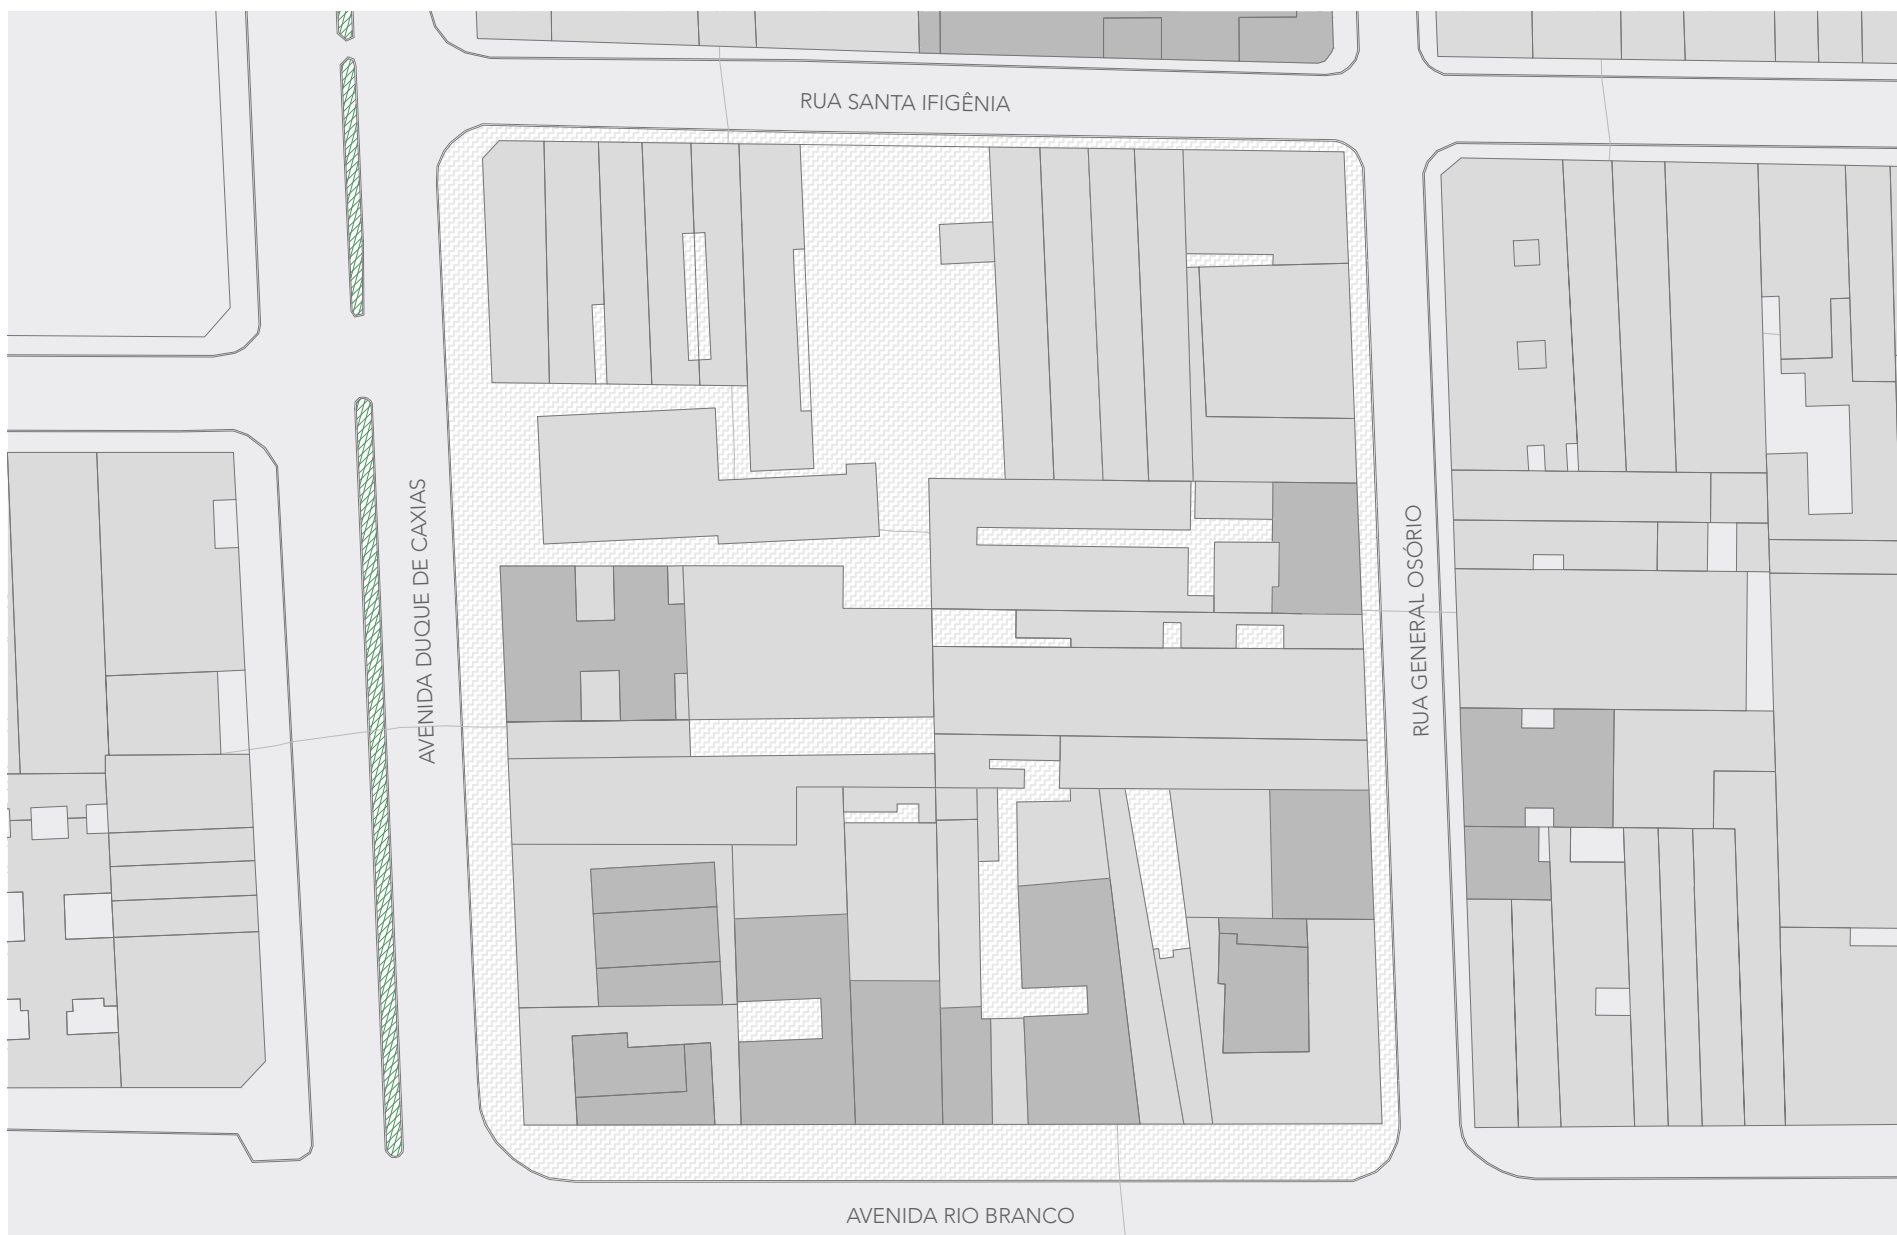 RUA SANTA IFIGÊNIA
AVENIDA DUQUE DE CAXIAS
RUA GENERAL OSÓRIO
AVENIDA RIO BRANCO